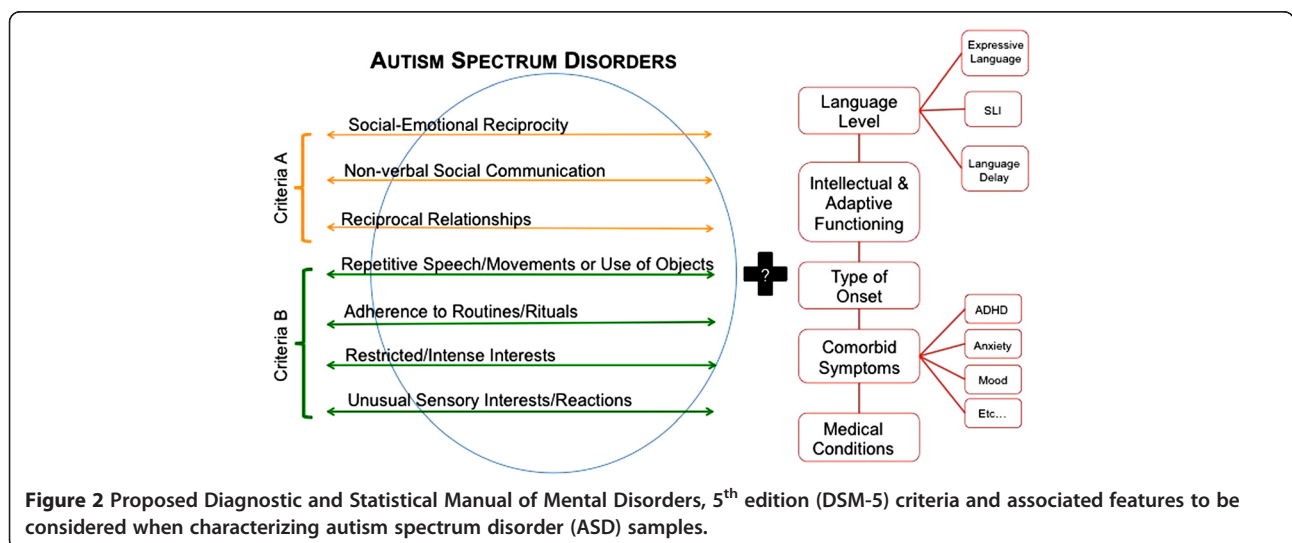 AUTISM SPECTRUM DISORDERS
Criteria A
Social-Emotional Reciprocity
Non-verbal Social Communication
Reciprocal Relationships
Criteria B
Repetitive Speech/Movements or Use of Objects
Adherence to Routines/Rituals
Restricted/Intense Interests
Unusual Sensory Interests/Reactions
?
Language
Level
Expressive
Language
SLI
Language
Delay
Intellectual &
Adaptive
Functioning
Type of
Onset
Comorbid
Symptoms
ADHD
Anxiety
Mood
Etc...
Medical
Conditions
Figure 2 Proposed Diagnostic and Statistical Manual of Mental Disorders, 5th edition (DSM-5) criteria and associated features to be
considered when characterizing autism spectrum disorder (ASD) samples.